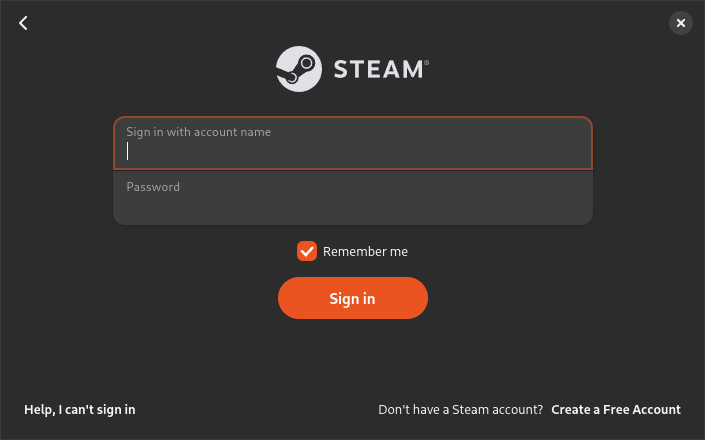 STEAM®
Sign in with account name
Password
Remember me
Sign in
Help, I can't sign in
Don't have a Steam account? Create a Free Account